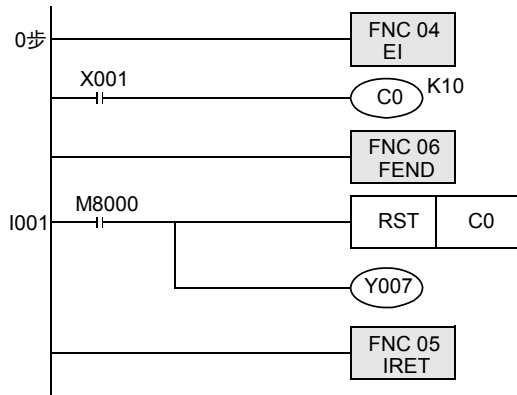 0步
FNC 04
EI
X001
C0
K10
FNC 06
FEND
I001
M8000
RST
C0
Y007
FNC 05
IRET